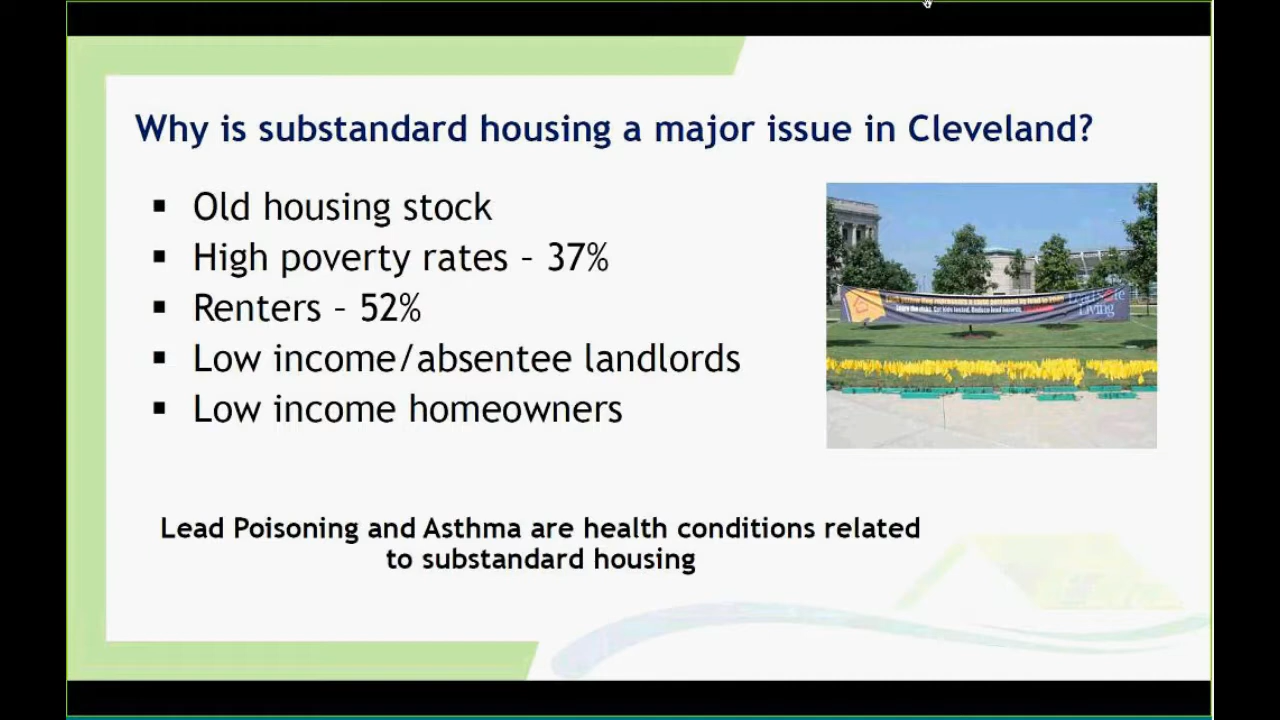 Why is substandard housing a major issue in Cleveland?
▪ Old housing stock
▪ High poverty rates – 37%
▪ Renters – 52%
▪ Low income/absentee landlords
▪ Low income homeowners
Living
Lead Poisoning and Asthma are health conditions related
to substandard housing